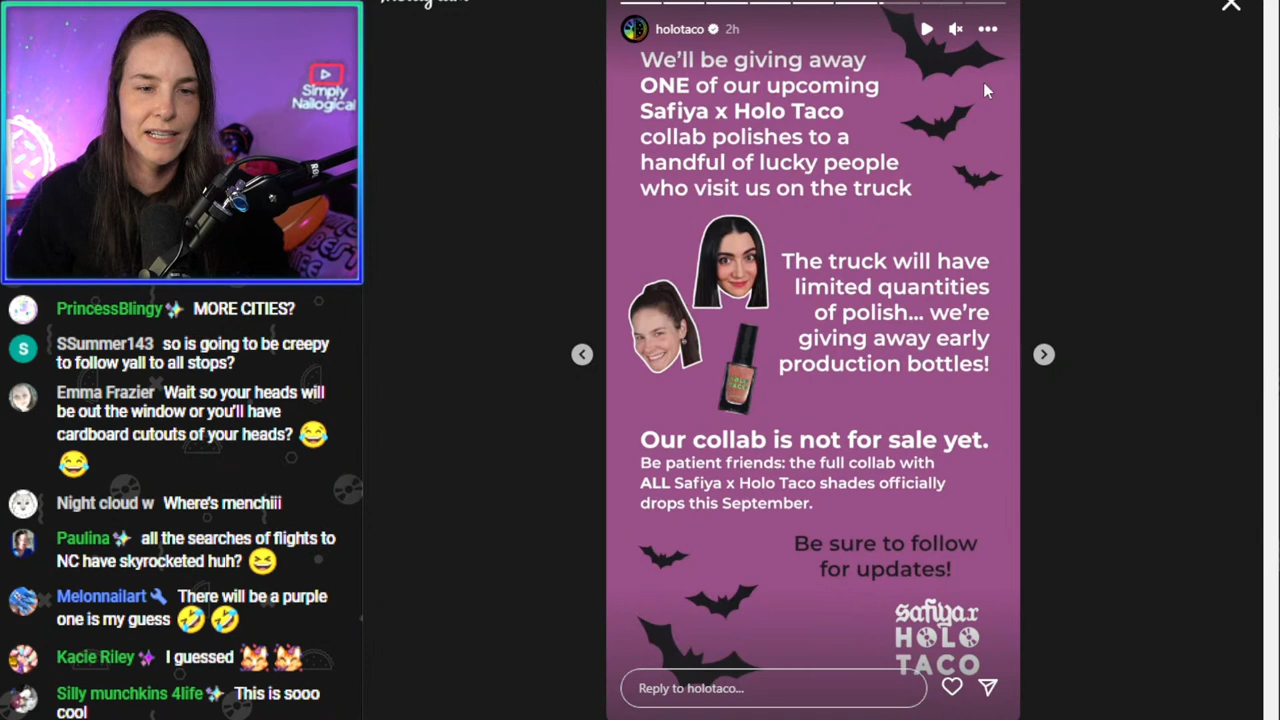 Simply
Nailogical
PrincessBlingy MORE CITIES?
SSummer143 so is going to be creepy
to follow yall to all stops?
Emma Frazier Wait so your heads will
be out the window or you'll have
cardboard cutouts of your heads? 😂
😂
Night cloud w Where's menchiii
Paulina all the searches of flights to
NC have skyrocketed huh? 😆
Melonnailart There will be a purple
one is my guess 🤣 🤣
Kacie Riley I guessed
Silly munchkins 4life This is sooo
cool
S
holotaco 2h
We'll be giving away
ONE of our upcoming
Safiya x Holo Taco
collab polishes to a
handful of lucky people
who visit us on the truck
The truck will have
limited quantities
of polish... we're
giving away early
production bottles!
HOLO
TACO
Our collab is not for sale yet.
Be patient friends: the full collab with
ALL Safiya x Holo Taco shades officially
drops this September.
Be sure to follow
for updates!
safiya x
HOLO
TACO
Reply to holotaco...